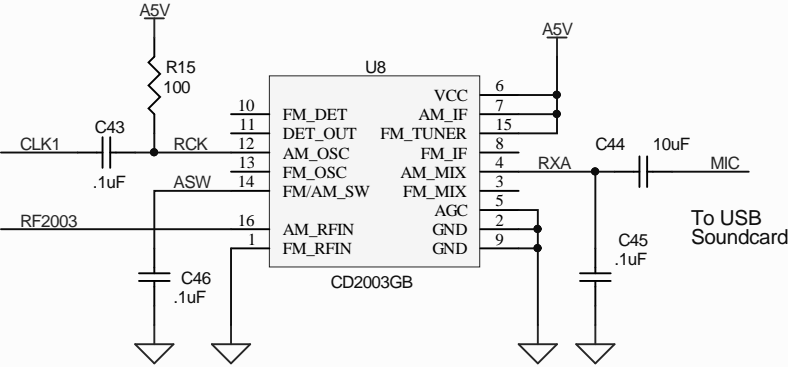 A5V
A5V
R15
100
U8
C43
CLK1
.1uF
RCK
ASW
RF2003
C46
.1uF
10 FM_DET
11 DET_OUT
12 AM_OSC
13 FM_OSC
14 FM/AM_SW
16 AM_RFIN
1 FM_RFIN
VCC 6
AM_IF 7
FM_TUNER 15
FM_IF 8
AM_MIX 4
FM_MIX 3
AGC 5
GND 2
GND 9
CD2003GB
RXA
C44 10uF
MIC
C45
.1uF
To USB
Soundcard